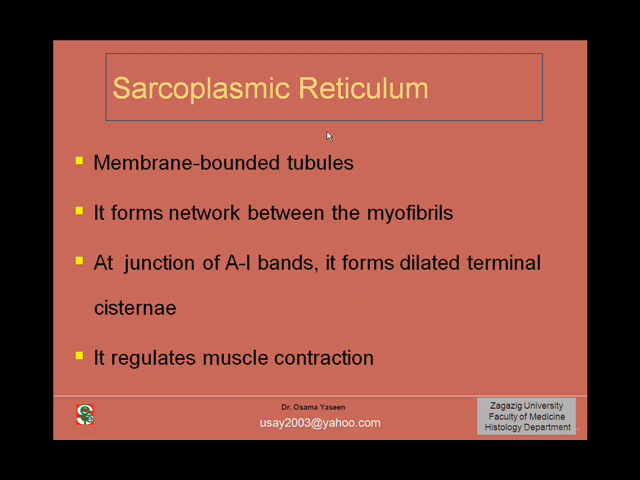 Sarcoplasmic Reticulum
Membrane-bounded tubules
It forms network between the myofibrils
At junction of A-I bands, it forms dilated terminal
cisternae
It regulates muscle contraction
Dr. Osama Yaseen
usay2003@yahoo.com
Zagazig University
Faculty of Medicine
Histology Department